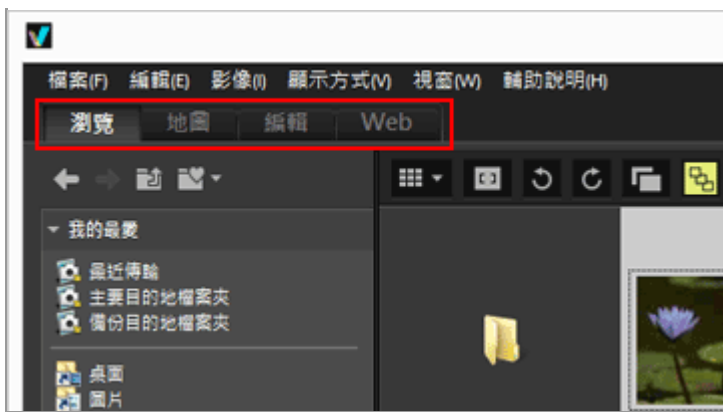 檔案(F) 編輯(E) 影像(I) 顯示方式(V) 視窗(W) 輔助說明(H)
瀏覽 地圖 編輯 Web
我的最愛
最近傳輸
主要目的地檔案夾
備份目的地檔案夾
桌面
圖片